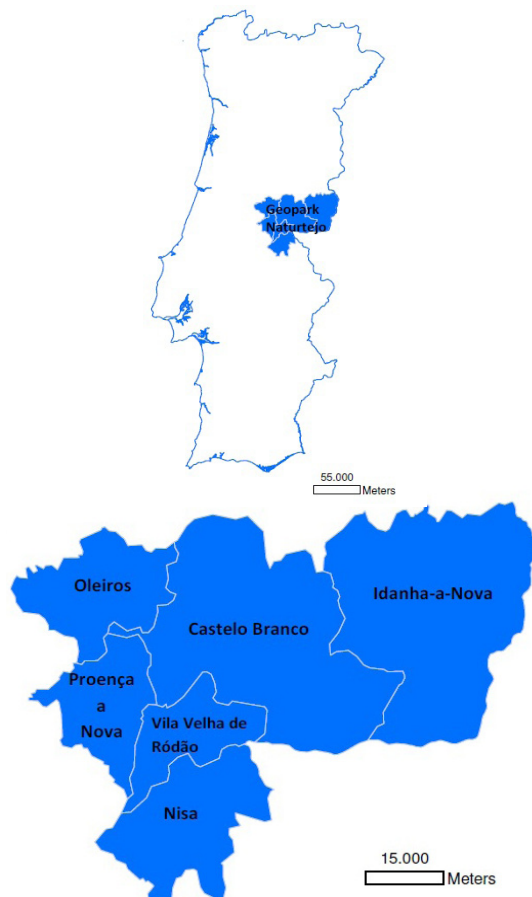 Geopark
Naturtejo
55.000
Meters
Oleiros
Idanha-a-Nova
Castelo Branco
Proença
a
Nova
Vila Velha de
Ródão
Nisa
15.000
Meters